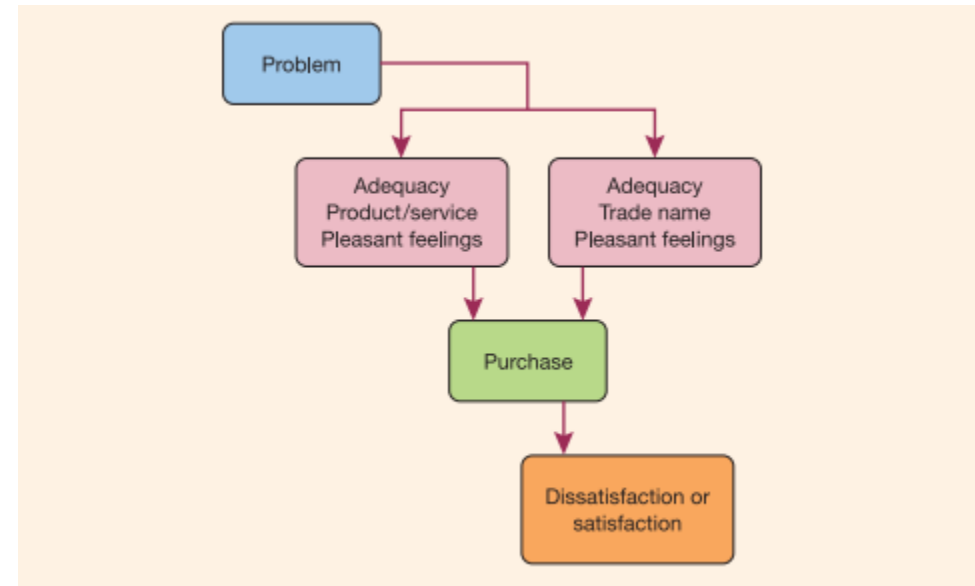 Problem
Adequacy
Product/service
Pleasant feelings
Adequacy
Trade name
Pleasant feelings
Purchase
Dissatisfaction or
satisfaction